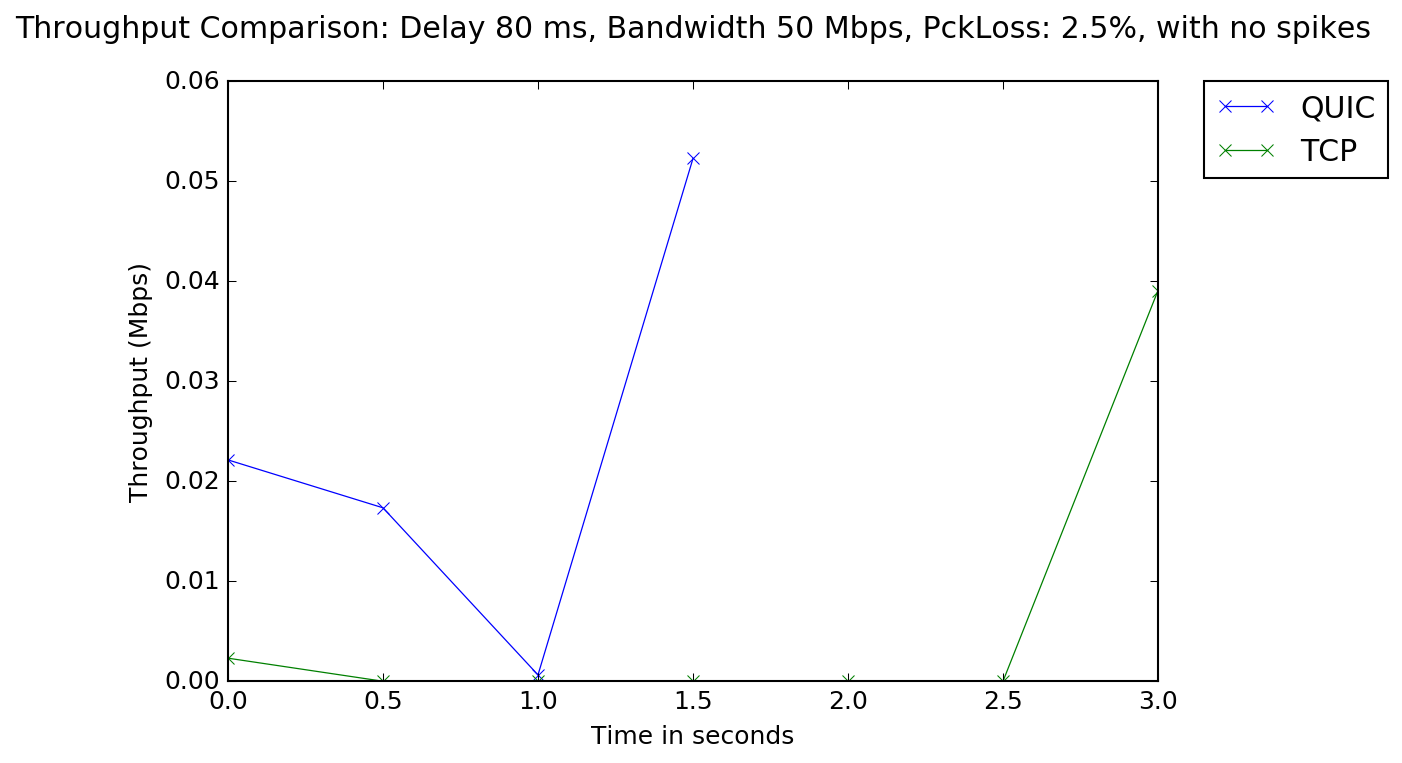 Throughput Comparison: Delay 80 ms, Bandwidth 50 Mbps, PckLoss: 2.5%, with no spikes
QUIC
TCP
Throughput (Mbps)
0.06
0.05
0.04
0.03
0.02
0.01
0.00
0.0 0.5 1.0 1.5 2.0 2.5 3.0
Time in seconds